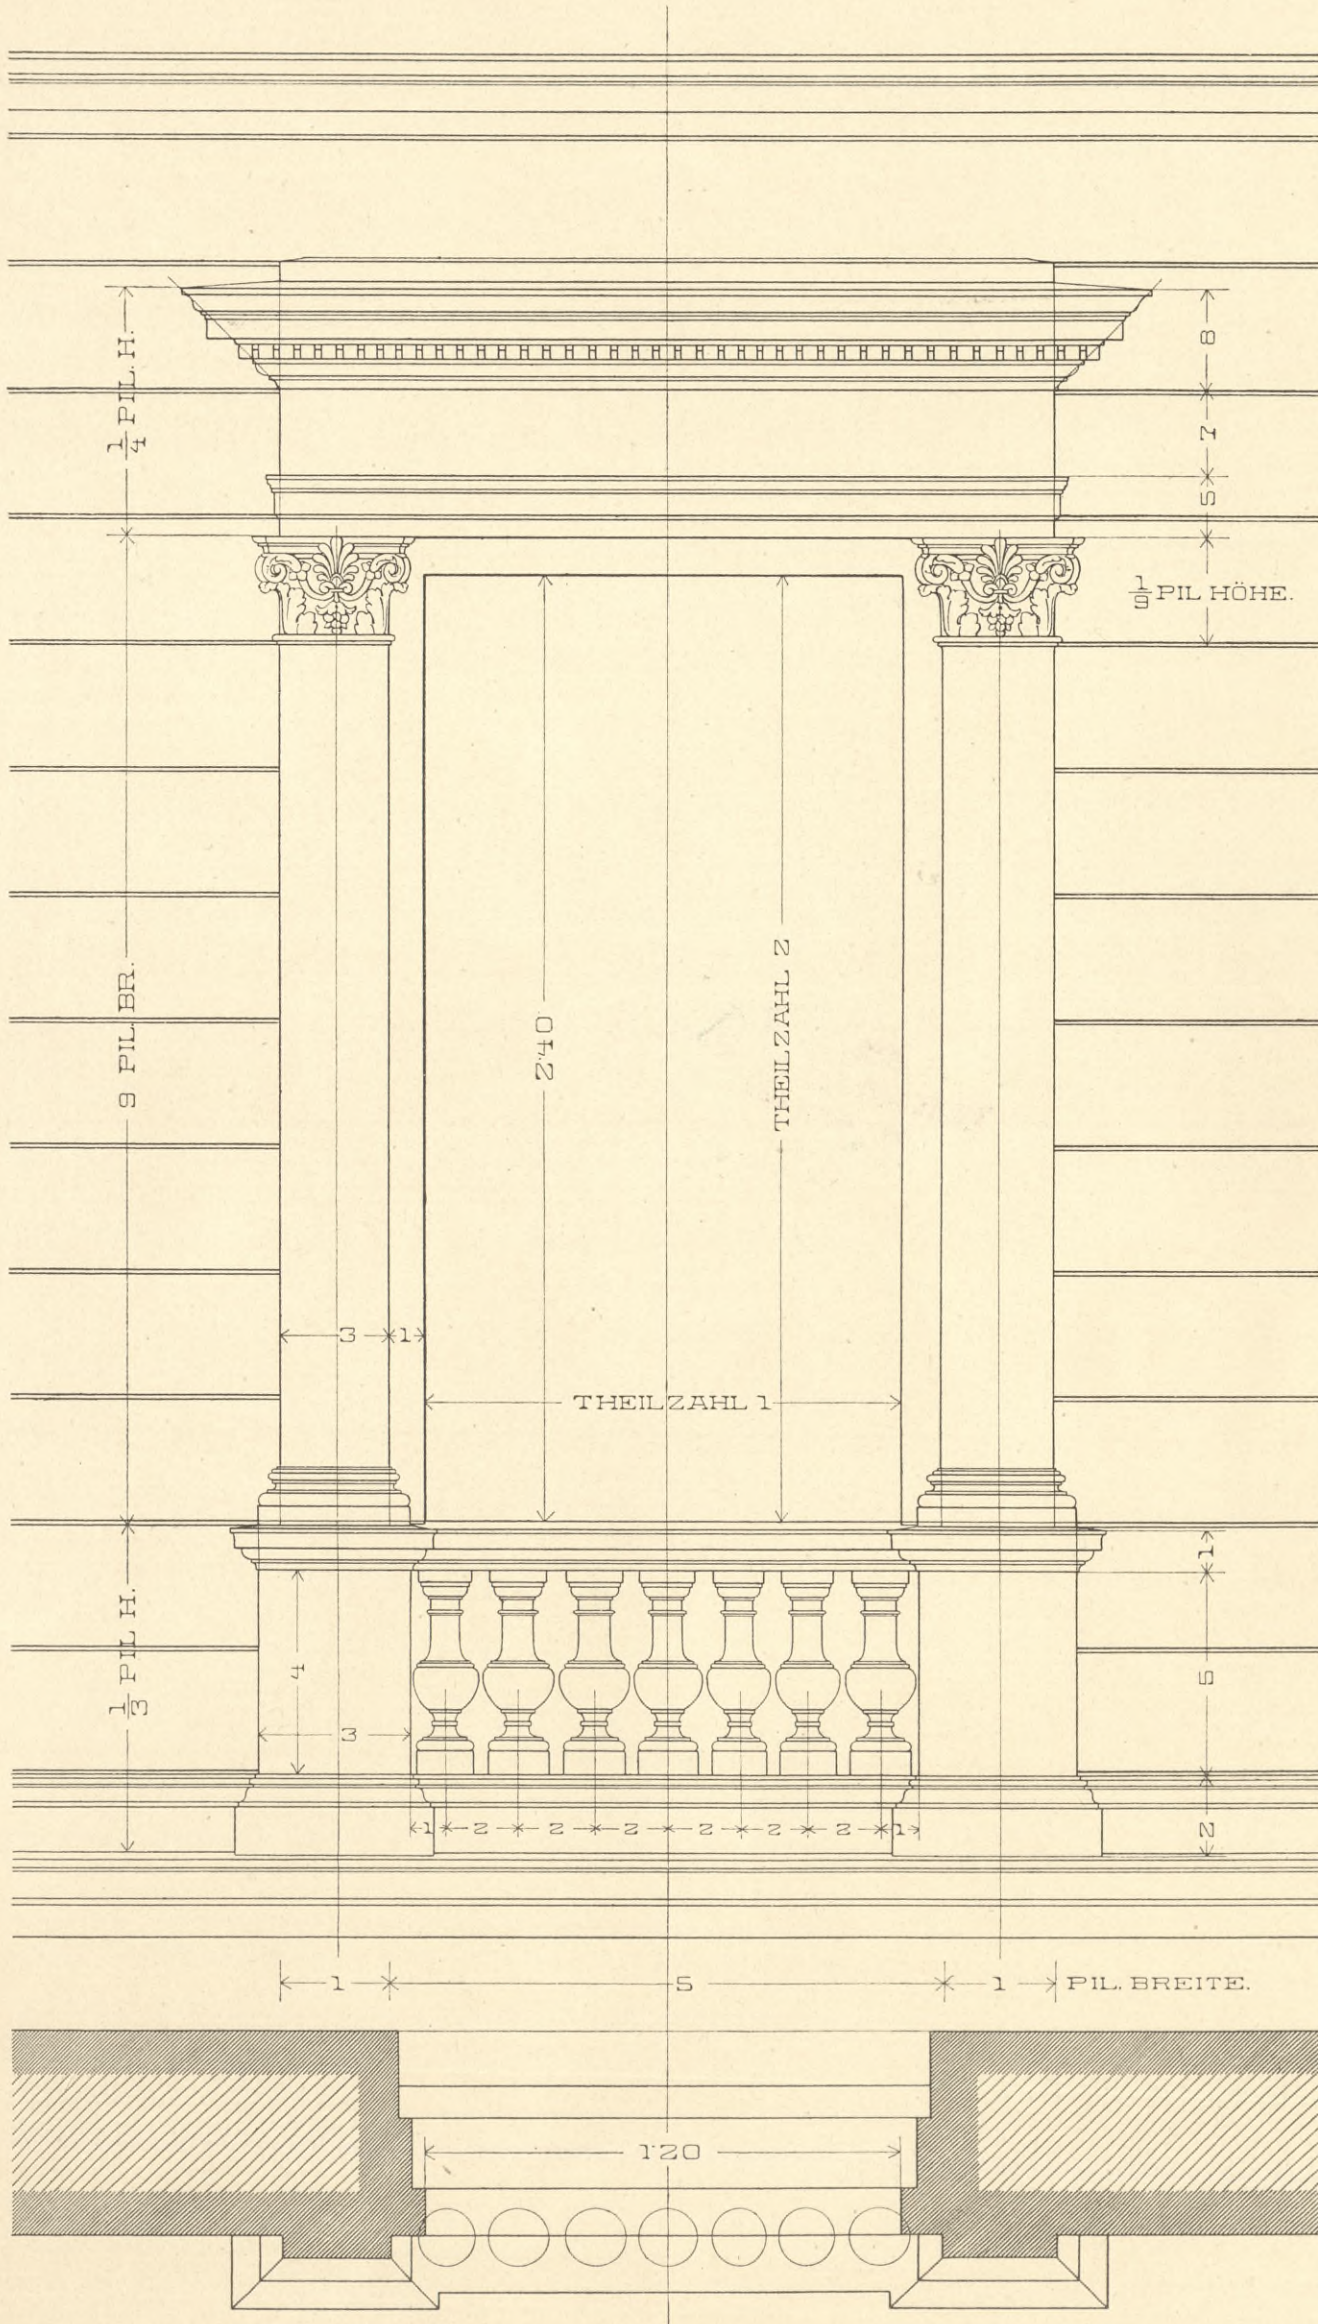 1/4 PIL. H.
8
7
5
1/9 PIL HÖHE.
9 PIL. BR.
2.40
THEILZAHL 2
3 1
THEILZAHL 1
1/3 PIL H.
1
4
5
3
1 2 2 2 2 2 2 1
2
1 5 1 PIL. BREITE.
1.20